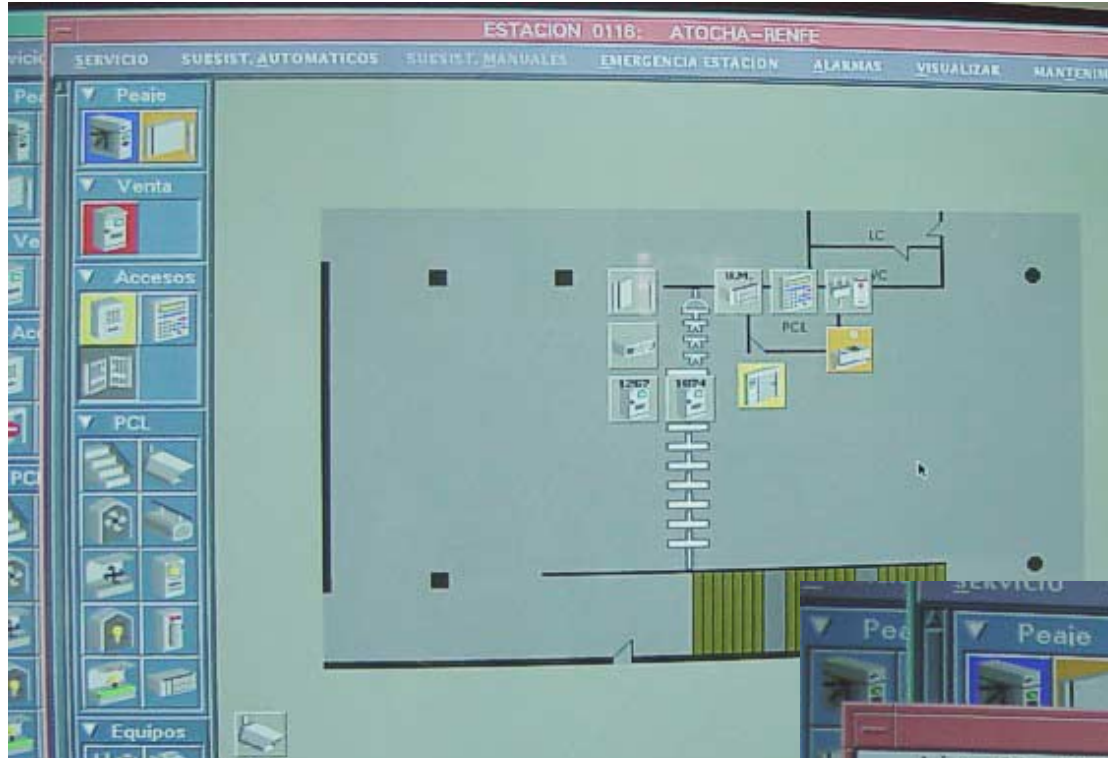 ESTACION 0116: ATOCHA-RENFE
SERVICIO SUBSIST. AUTOMATICOS SUBSIST. MANUALES EMERGENCIA ESTACION ALARMAS VISUALIZAR
Peaje
Venta
Accesos
PCL
Equipos
LC
U.M.
PCL
1267 1074
SERVICIO
Peaje